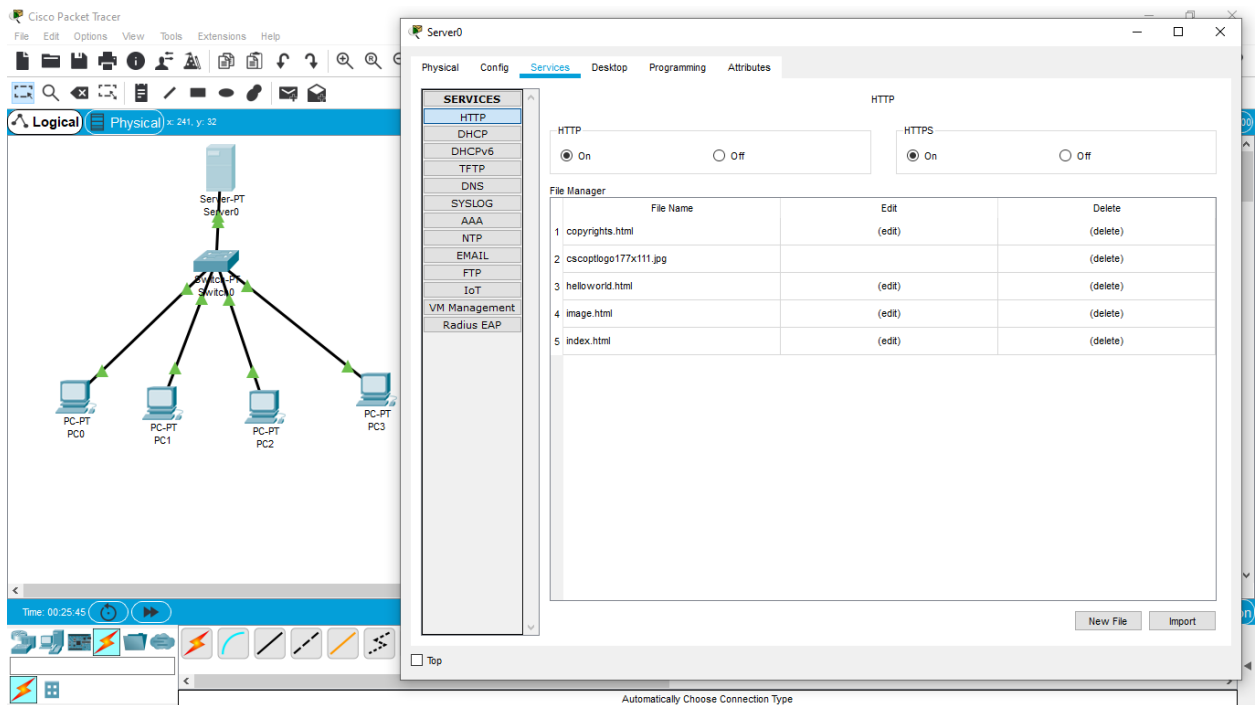 Cisco Packet Tracer
File Edit Options View Tools Extensions Help
Logical Physical x: 241, y: 32
Server-PT
Server0
Switch-PT
Switch0
PC-PT
PC0
PC-PT
PC1
PC-PT
PC2
PC-PT
PC3
Time: 00:25:45
Server0
Physical Config Services Desktop Programming Attributes
SERVICES
HTTP
DHCP
DHCPv6
TFTP
DNS
SYSLOG
AAA
NTP
EMAIL
FTP
IoT
VM Management
Radius EAP
HTTP
HTTP HTTPS
On Off On Off
File Manager
File Name Edit Delete
1 copyrights.html (edit) (delete)
2 cscoptlogo177x111.jpg (delete)
3 helloworld.html (edit) (delete)
4 image.html (edit) (delete)
5 index.html (edit) (delete)
New File Import
Top
Automatically Choose Connection Type